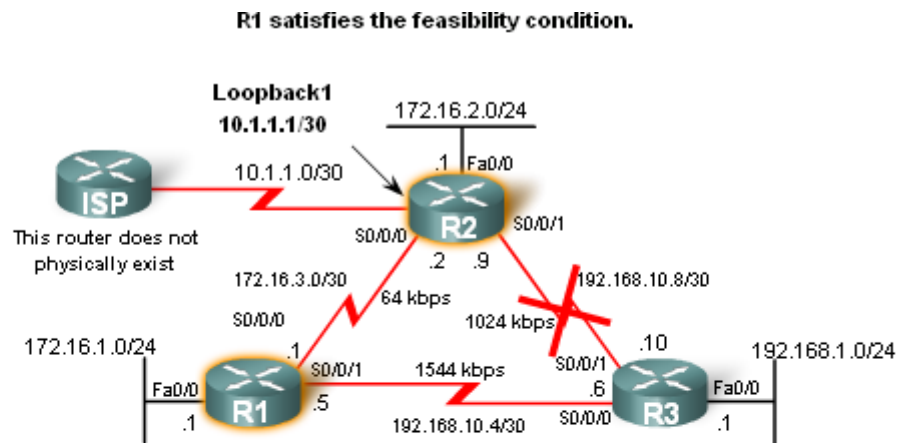 R1 satisfies the feasibility condition.
Loopback1
10.1.1.1/30
172.16.2.0/24
.1 Fa0/0
10.1.1.0/30
ISP
R2
This router does not
physically exist
S0/0/0
S0/0/1
.2 .9
172.16.3.0/30
192.168.10.8/30
64 kbps
1024 kbps
S0/0/0
.1
.10
172.16.1.0/24
192.168.1.0/24
S0/0/1
1544 kbps
S0/0/1
Fa0/0
R1
.5
.6
R3
Fa0/0
.1
192.168.10.4/30
S0/0/0
.1